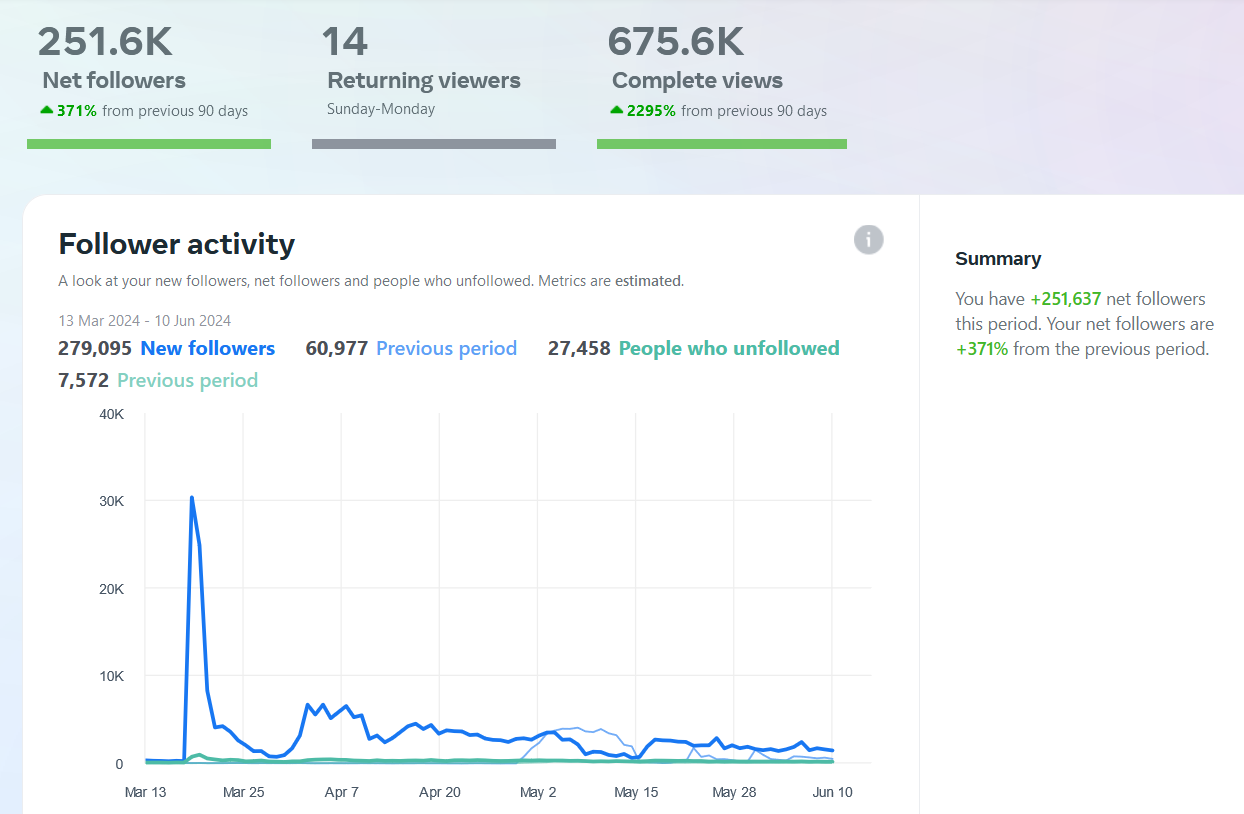 251.6K
Net followers
371% from previous 90 days
14
Returning viewers
Sunday-Monday
675.6K
Complete views
2295% from previous 90 days
Follower activity
A look at your new followers, net followers and people who unfollowed. Metrics are estimated.
13 Mar 2024 - 10 Jun 2024
279,095 New followers 60,977 Previous period 27,458 People who unfollowed
7,572 Previous period
40K
30K
20K
10K
0
Mar 13 Mar 25 Apr 7 Apr 20 May 2 May 15 May 28 Jun 10
Summary
You have +251,637 net followers
this period. Your net followers are
+371% from the previous period.